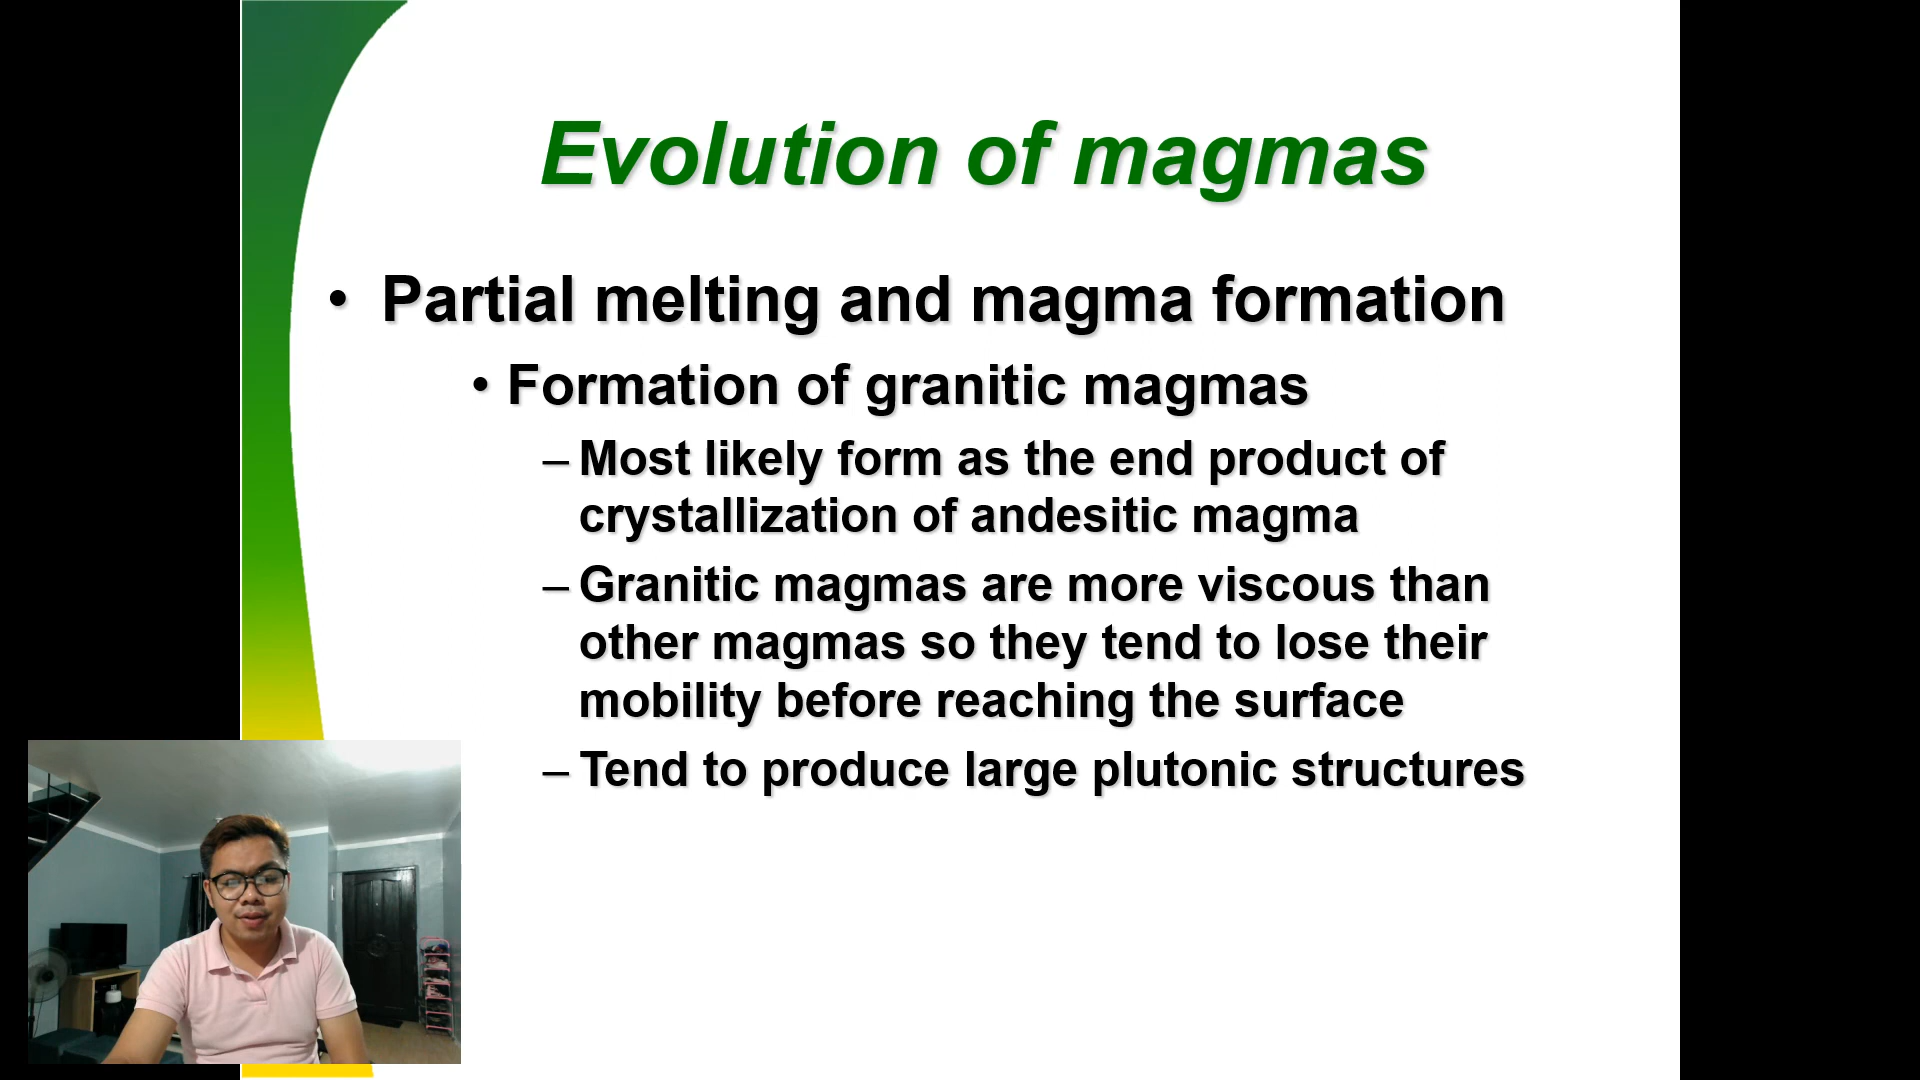 Evolution of magmas
• Partial melting and magma formation
• Formation of granitic magmas
– Most likely form as the end product of
crystallization of andesitic magma
– Granitic magmas are more viscous than
other magmas so they tend to lose their
mobility before reaching the surface
– Tend to produce large plutonic structures